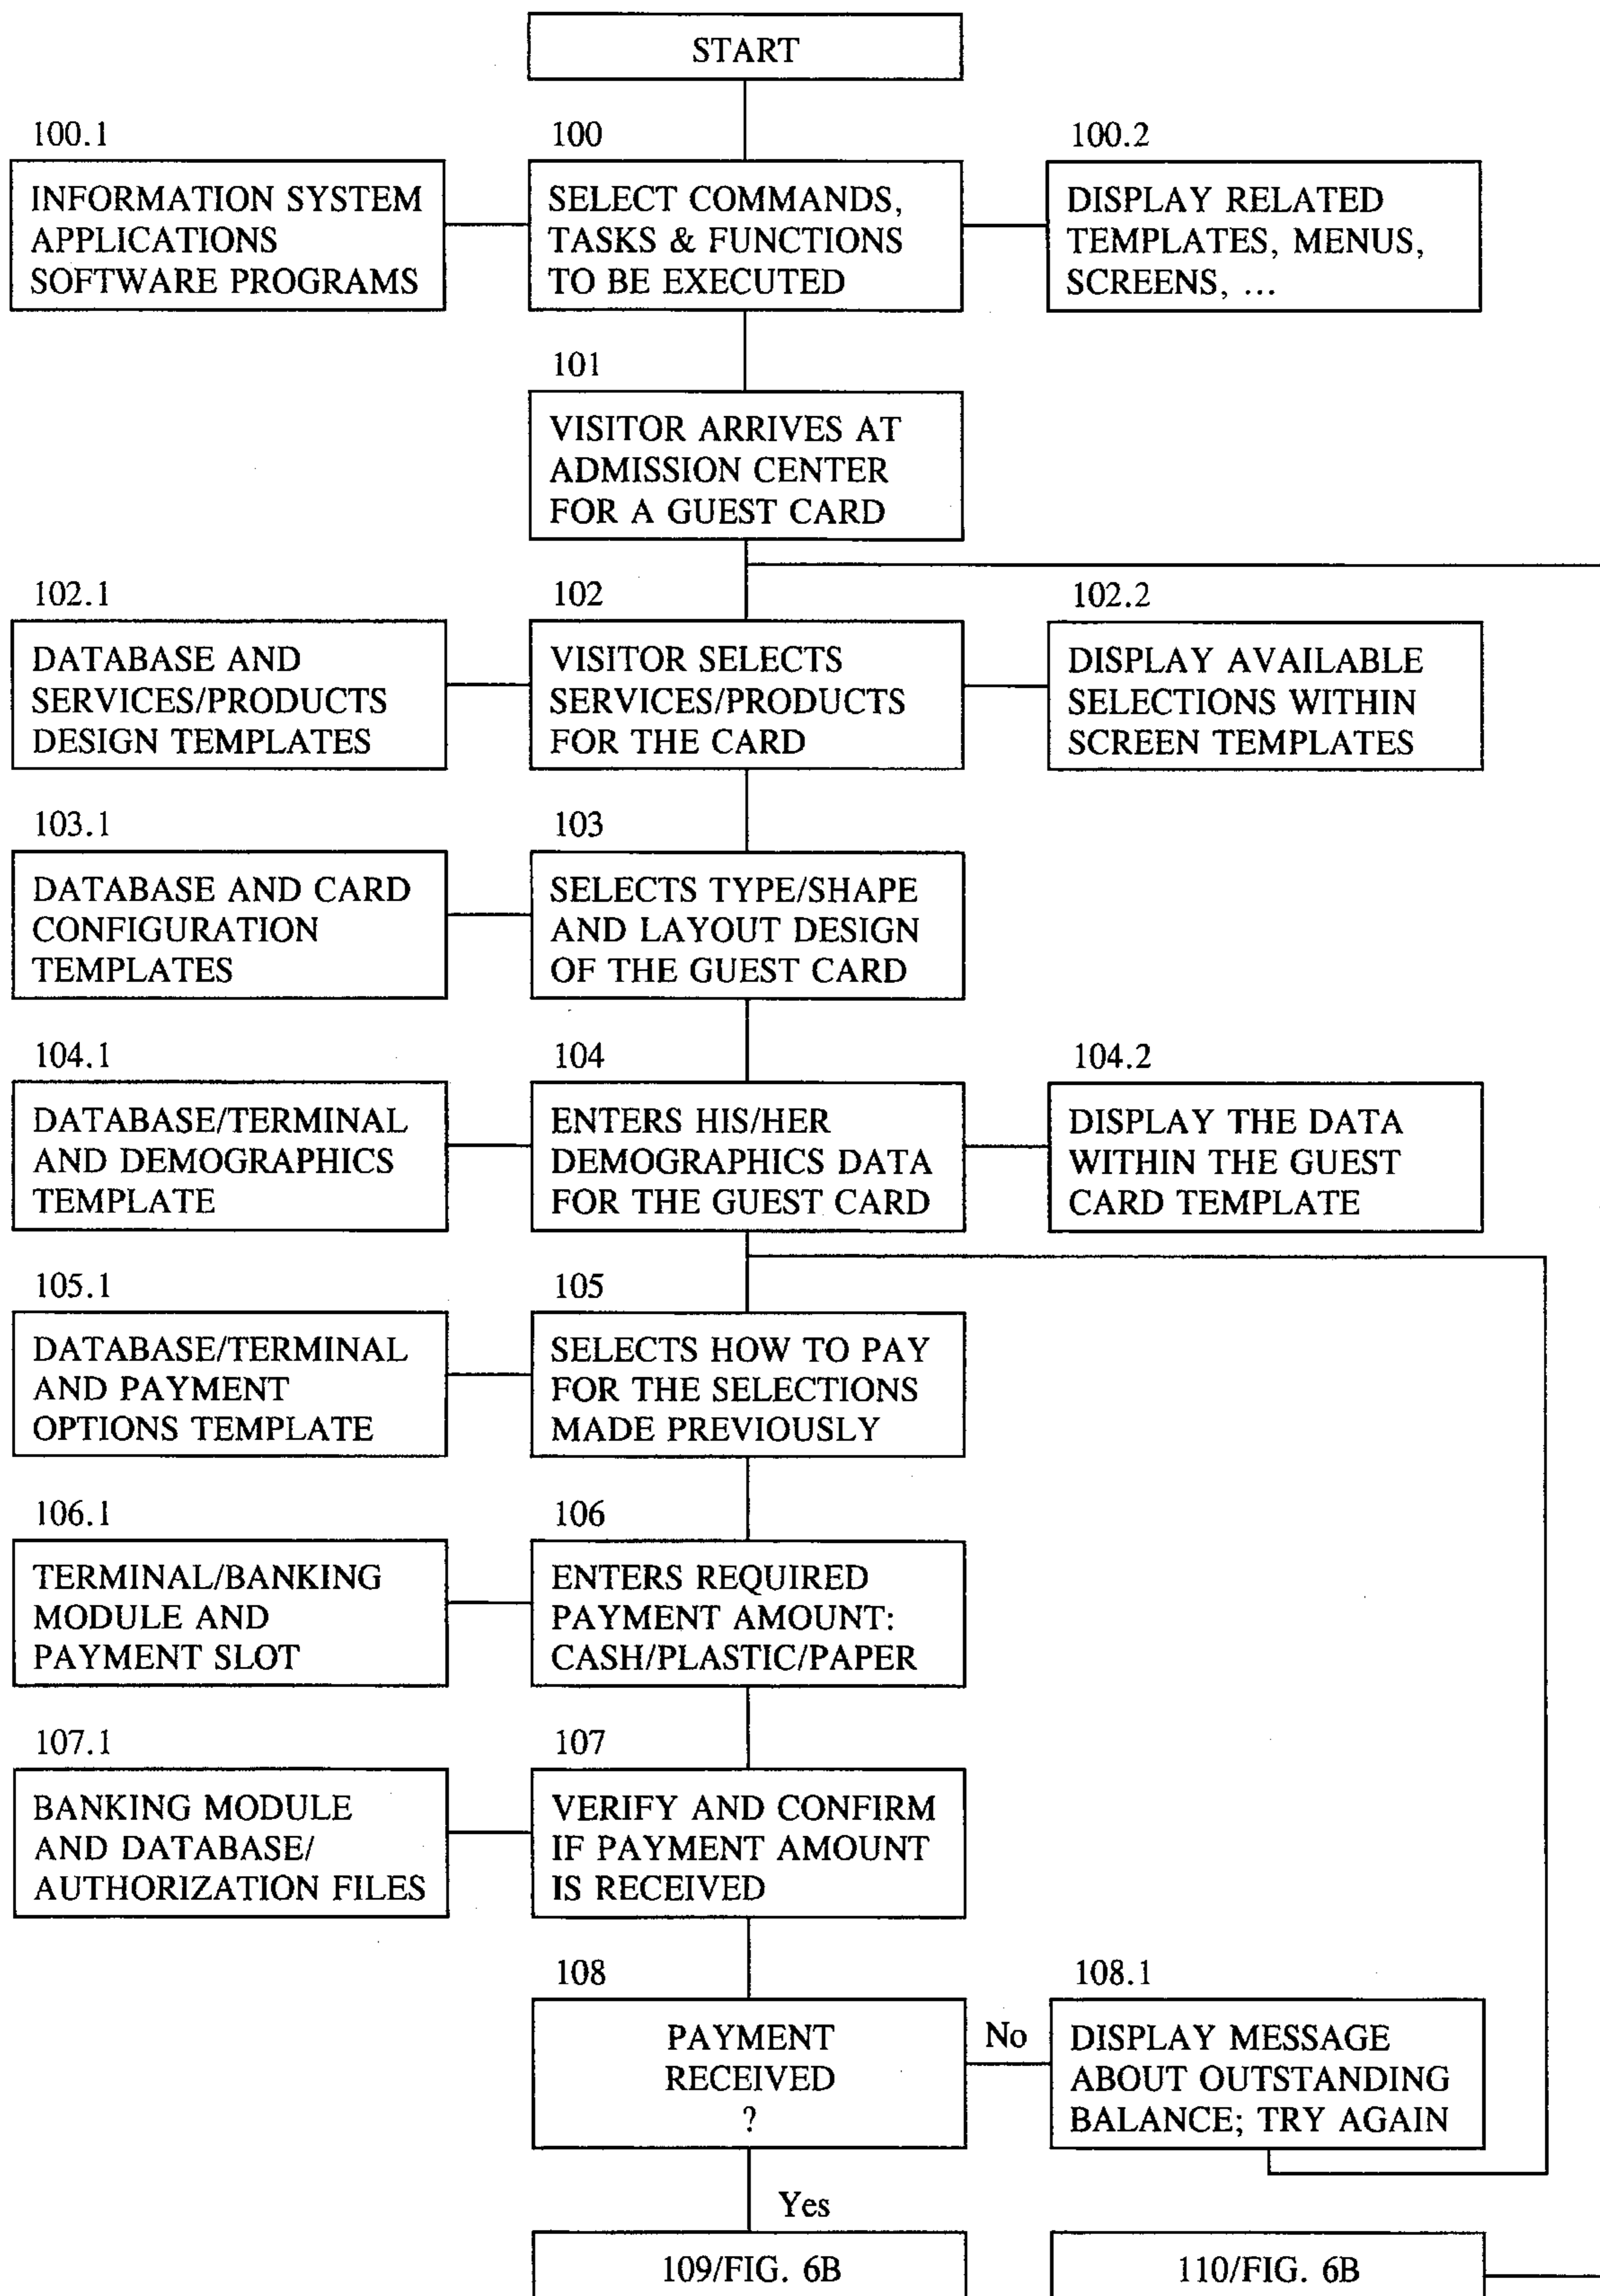 START
100.1
INFORMATION SYSTEM
APPLICATIONS
SOFTWARE PROGRAMS
100
SELECT COMMANDS,
TASKS & FUNCTIONS
TO BE EXECUTED
100.2
DISPLAY RELATED
TEMPLATES, MENUS,
SCREENS, ...
101
VISITOR ARRIVES AT
ADMISSION CENTER
FOR A GUEST CARD
102.1
DATABASE AND
SERVICES/PRODUCTS
DESIGN TEMPLATES
102
VISITOR SELECTS
SERVICES/PRODUCTS
FOR THE CARD
102.2
DISPLAY AVAILABLE
SELECTIONS WITHIN
SCREEN TEMPLATES
103.1
DATABASE AND CARD
CONFIGURATION
TEMPLATES
103
SELECTS TYPE/SHAPE
AND LAYOUT DESIGN
OF THE GUEST CARD
104.1
DATABASE/TERMINAL
AND DEMOGRAPHICS
TEMPLATE
104
ENTERS HIS/HER
DEMOGRAPHICS DATA
FOR THE GUEST CARD
104.2
DISPLAY THE DATA
WITHIN THE GUEST
CARD TEMPLATE
105.1
DATABASE/TERMINAL
AND PAYMENT
OPTIONS TEMPLATE
105
SELECTS HOW TO PAY
FOR THE SELECTIONS
MADE PREVIOUSLY
106.1
TERMINAL/BANKING
MODULE AND
PAYMENT SLOT
106
ENTERS REQUIRED
PAYMENT AMOUNT:
CASH/PLASTIC/PAPER
107.1
BANKING MODULE
AND DATABASE/
AUTHORIZATION FILES
107
VERIFY AND CONFIRM
IF PAYMENT AMOUNT
IS RECEIVED
108
PAYMENT
RECEIVED
?
No
108.1
DISPLAY MESSAGE
ABOUT OUTSTANDING
BALANCE; TRY AGAIN
Yes
109/FIG. 6B
110/FIG. 6B